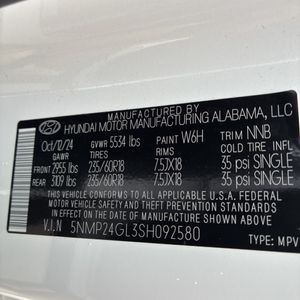 MANUFACTURED BY
HYUNDAI MOTOR MANUFACTURING ALABAMA, LLC
Oct/12/24 GVWR 5534 lbs PAINT W6H TRIM NNB
GAWR TIRES RIMS COLD TIRE INFL
FRONT 2955 lbs 235/60R18 7.5JX18 35 psi SINGLE
REAR 3109 lbs 235/60R18 7.5JX18 35 psi SINGLE
THIS VEHICLE CONFORMS TO ALL APPLICABLE U.S. FEDERAL
MOTOR VEHICLE SAFETY, BUMPER, AND THEFT PREVENTION
STANDARDS IN EFFECT ON THE DATE OF MANUFACTURE SHOWN ABOVE.
V.I.N 5NMP24GL3SH092580 TYPE: MPV